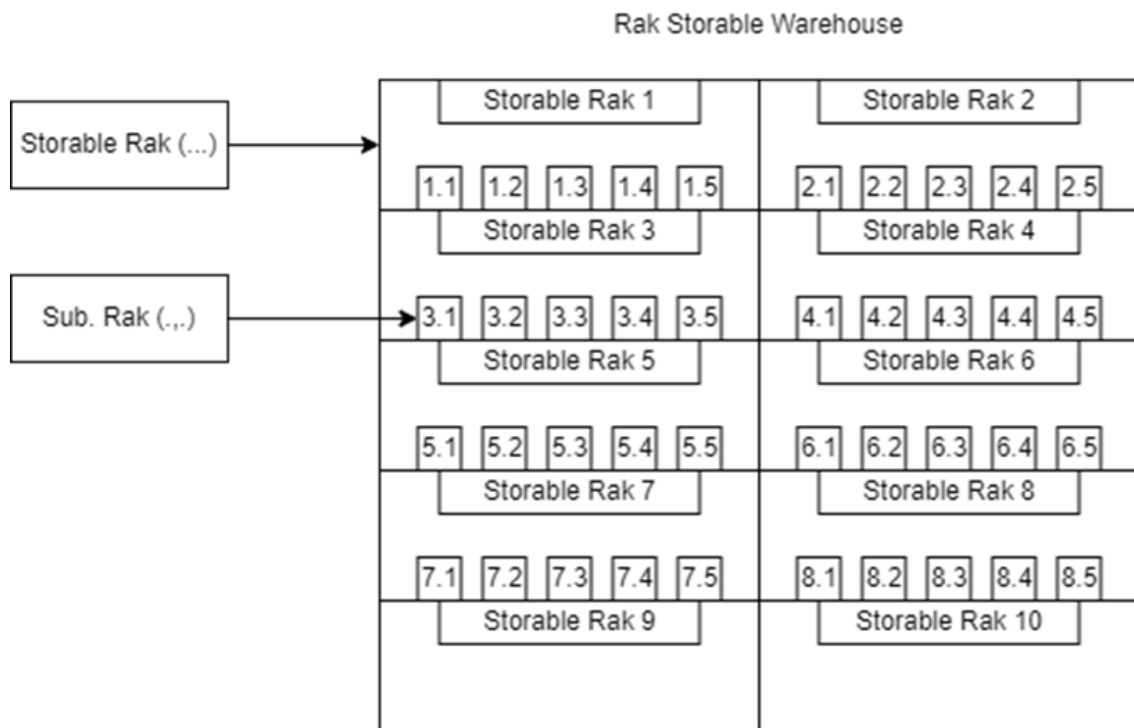 Rak Storable Warehouse
Storable Rak 1
Storable Rak 2
Storable Rak (...)
1.1 1.2 1.3 1.4 1.5
2.1 2.2 2.3 2.4 2.5
Storable Rak 3
Storable Rak 4
Sub. Rak (.,.)
3.1 3.2 3.3 3.4 3.5
4.1 4.2 4.3 4.4 4.5
Storable Rak 5
Storable Rak 6
5.1 5.2 5.3 5.4 5.5
6.1 6.2 6.3 6.4 6.5
Storable Rak 7
Storable Rak 8
7.1 7.2 7.3 7.4 7.5
8.1 8.2 8.3 8.4 8.5
Storable Rak 9
Storable Rak 10